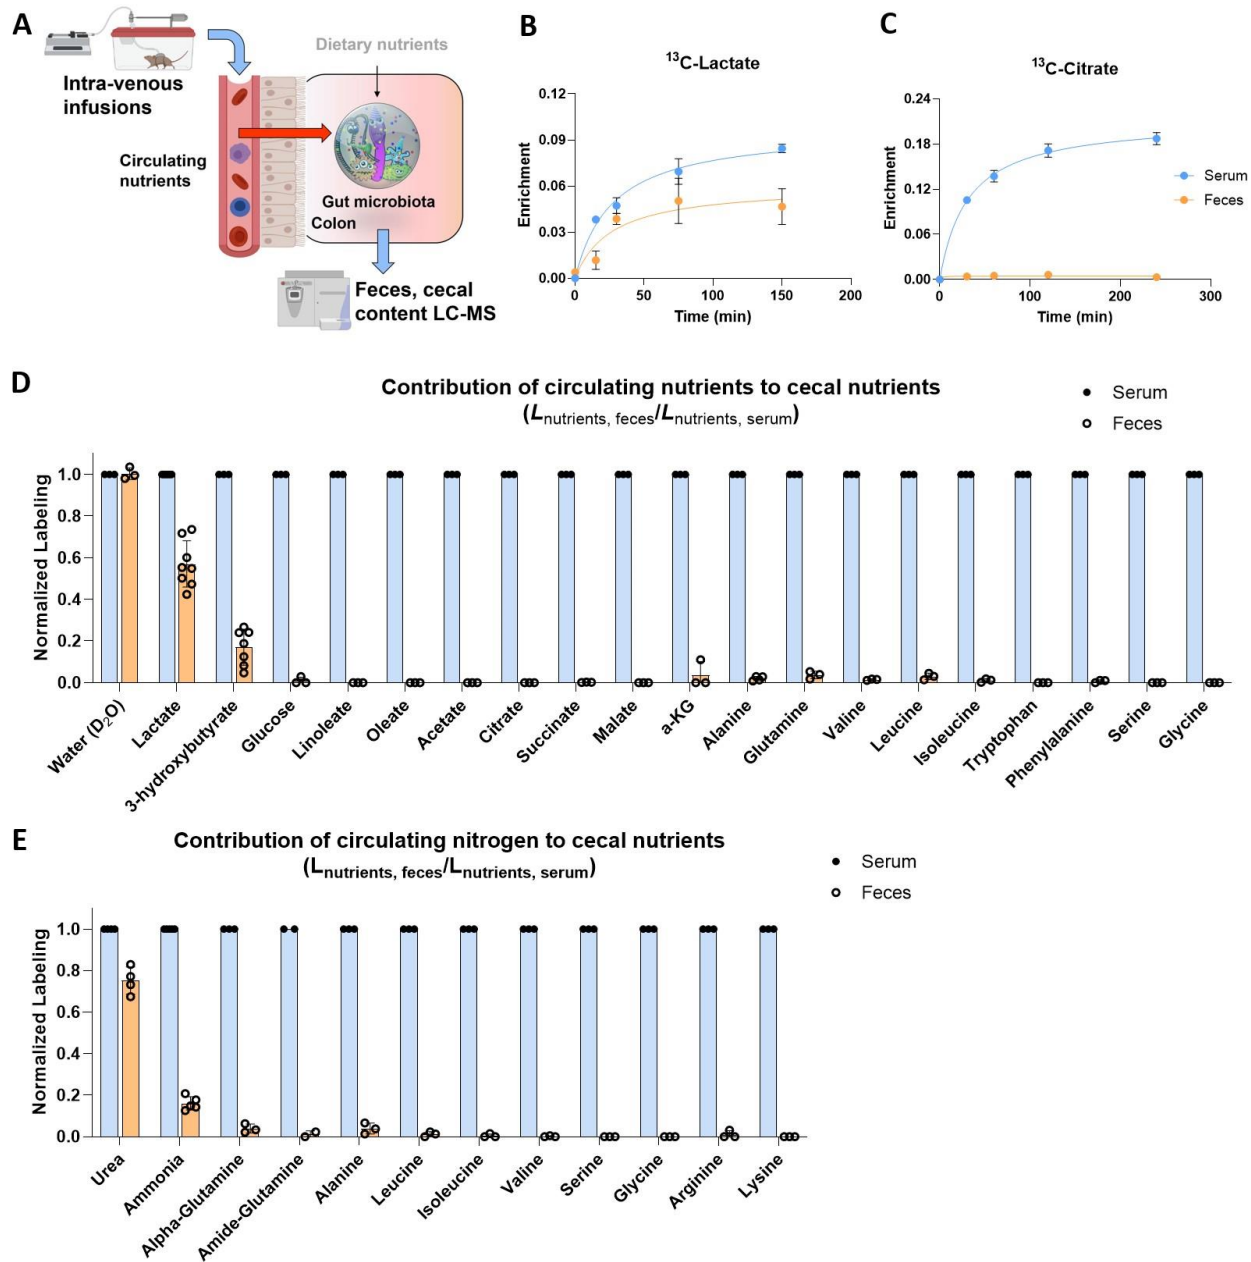 A
Intra-venous
infusions
Dietary nutrients
Circulating
nutrients
Gut microbiota
Colon
Feces, cecal
content LC-MS
B
¹³C-Lactate
Enrichment
0.12
0.09
0.06
0.03
0.00
0 50 100 150 200
Time (min)
C
¹³C-Citrate
Enrichment
0.24
0.18
0.12
0.06
0.00
0 100 200 300
Time (min)
Serum
Feces
D
Contribution of circulating nutrients to cecal nutrients
(Lnutrients, feces/Lnutrients, serum)
Serum
Feces
Normalized Labeling
1.0
0.8
0.6
0.4
0.2
0.0
Water (D₂O)
Lactate
3-hydroxybutyrate
Glucose
Linoleate
Oleate
Acetate
Citrate
Succinate
Malate
a-KG
Alanine
Glutamine
Valine
Leucine
Isoleucine
Tryptophan
Phenylalanine
Serine
Glycine
E
Contribution of circulating nitrogen to cecal nutrients
(Lnutrients, feces/Lnutrients, serum)
Serum
Feces
Normalized Labeling
1.0
0.8
0.6
0.4
0.2
0.0
Urea
Ammonia
Alpha-Glutamine
Amide-Glutamine
Alanine
Leucine
Isoleucine
Valine
Serine
Glycine
Arginine
Lysine